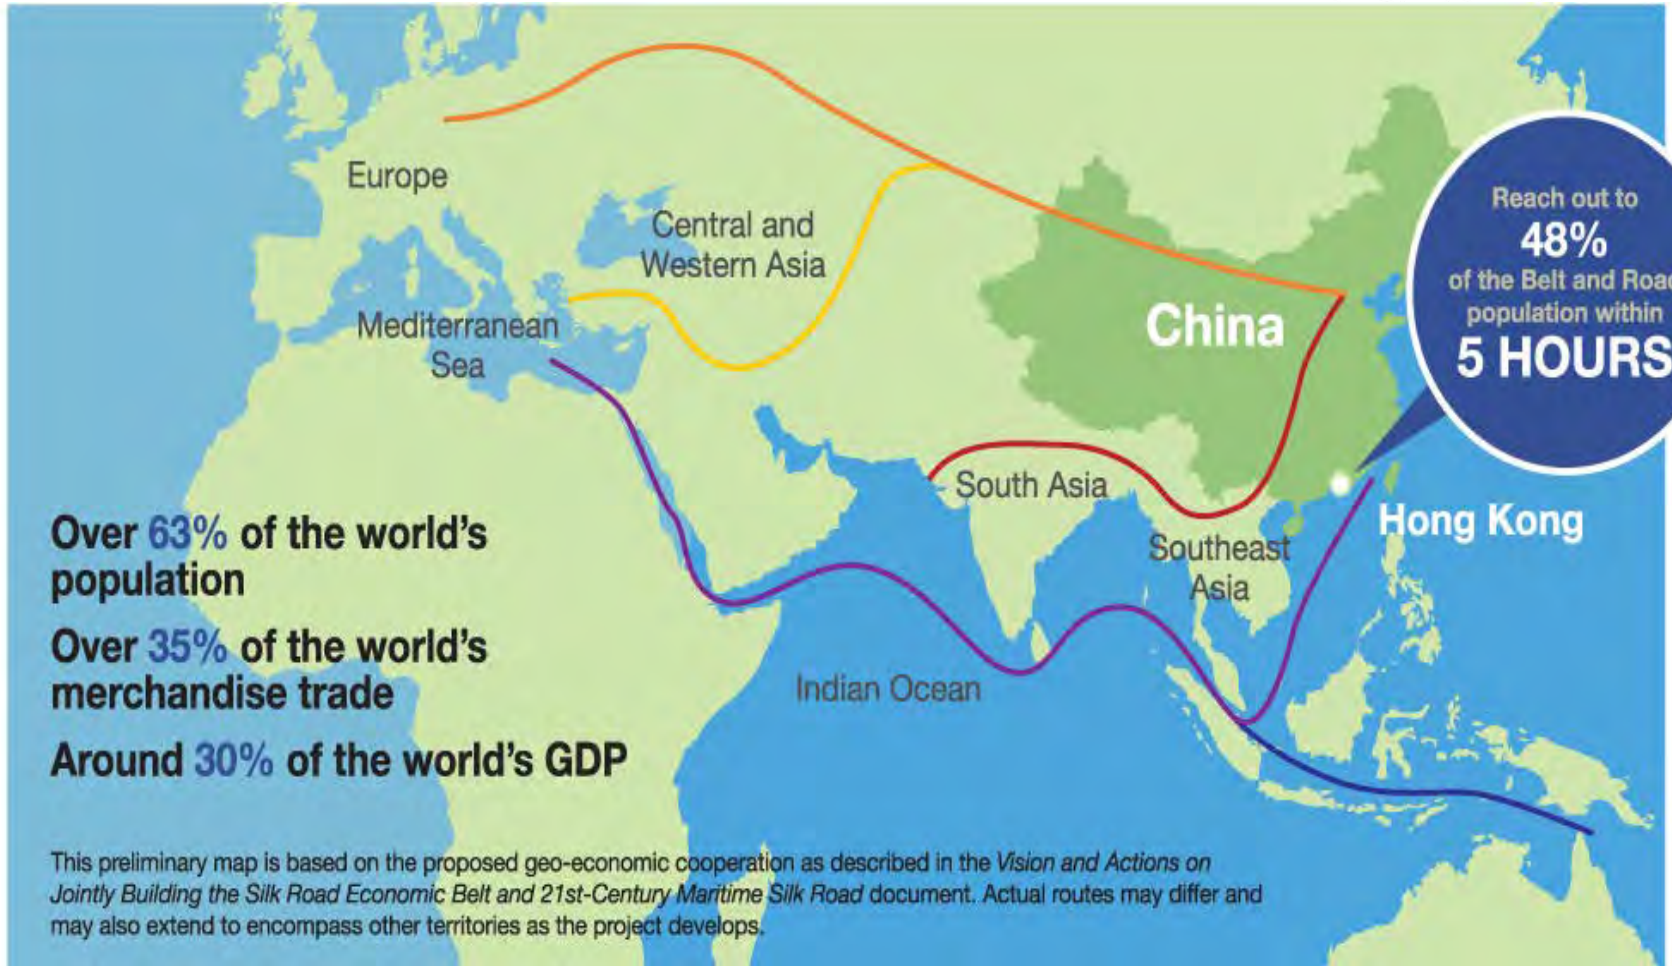 Europe
Central and
Western Asia
Mediterranean
Sea
China
Reach out to
48%
of the Belt and Road
population within
5 HOURS
South Asia
Southeast
Asia
Hong Kong
Indian Ocean
Over 63% of the world's
population
Over 35% of the world's
merchandise trade
Around 30% of the world's GDP
This preliminary map is based on the proposed geo-economic cooperation as described in the Vision and Actions on
Jointly Building the Silk Road Economic Belt and 21st-Century Maritime Silk Road document. Actual routes may differ and
may also extend to encompass other territories as the project develops.